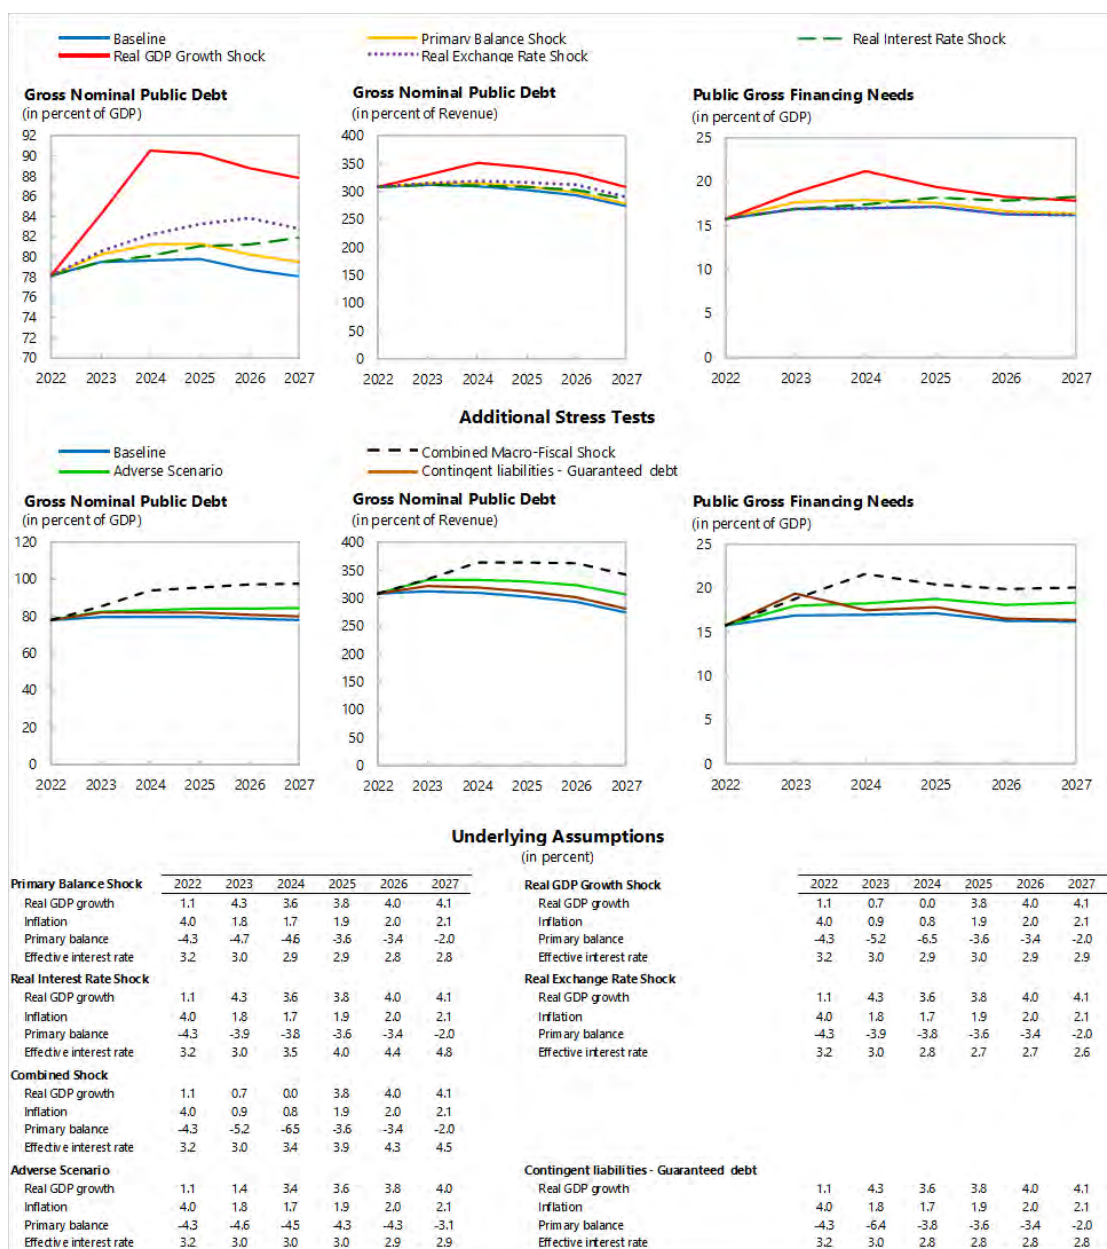 Baseline
Primary Balance Shock
Real Interest Rate Shock
Real GDP Growth Shock
Real Exchange Rate Shock
Gross Nominal Public Debt
(in percent of GDP)
92
90
88
86
84
82
80
78
76
74
72
70
2022 2023 2024 2025 2026 2027
Gross Nominal Public Debt
(in percent of Revenue)
400
350
300
250
200
150
100
50
0
2022 2023 2024 2025 2026 2027
Public Gross Financing Needs
(in percent of GDP)
25
20
15
10
5
0
2022 2023 2024 2025 2026 2027
Additional Stress Tests
Baseline
Combined Macro-Fiscal Shock
Adverse Scenario
Contingent liabilities - Guaranteed debt
Gross Nominal Public Debt
(in percent of GDP)
120
100
80
60
40
20
0
2022 2023 2024 2025 2026 2027
Gross Nominal Public Debt
(in percent of Revenue)
400
350
300
250
200
150
100
50
0
2022 2023 2024 2025 2026 2027
Public Gross Financing Needs
(in percent of GDP)
25
20
15
10
5
0
2022 2023 2024 2025 2026 2027
Underlying Assumptions
(in percent)
Primary Balance Shock 2022 2023 2024 2025 2026 2027
Real GDP growth 1.1 4.3 3.6 3.8 4.0 4.1
Inflation 4.0 1.8 1.7 1.9 2.0 2.1
Primary balance -4.3 -4.7 -4.6 -3.6 -3.4 -2.0
Effective interest rate 3.2 3.0 2.9 2.9 2.8 2.8
Real GDP Growth Shock 2022 2023 2024 2025 2026 2027
Real GDP growth 1.1 0.7 0.0 3.8 4.0 4.1
Inflation 4.0 0.9 0.8 1.9 2.0 2.1
Primary balance -4.3 -5.2 -6.5 -3.6 -3.4 -2.0
Effective interest rate 3.2 3.0 2.9 3.0 2.9 2.9
Real Interest Rate Shock
Real GDP growth 1.1 4.3 3.6 3.8 4.0 4.1
Inflation 4.0 1.8 1.7 1.9 2.0 2.1
Primary balance -4.3 -3.9 -3.8 -3.6 -3.4 -2.0
Effective interest rate 3.2 3.0 3.5 4.0 4.4 4.8
Real Exchange Rate Shock
Real GDP growth 1.1 4.3 3.6 3.8 4.0 4.1
Inflation 4.0 1.8 1.7 1.9 2.0 2.1
Primary balance -4.3 -3.9 -3.8 -3.6 -3.4 -2.0
Effective interest rate 3.2 3.0 2.8 2.7 2.7 2.6
Combined Shock
Real GDP growth 1.1 0.7 0.0 3.8 4.0 4.1
Inflation 4.0 0.9 0.8 1.9 2.0 2.1
Primary balance -4.3 -5.2 -6.5 -3.6 -3.4 -2.0
Effective interest rate 3.2 3.0 3.4 3.9 4.3 4.5
Adverse Scenario
Real GDP growth 1.1 1.4 3.4 3.6 3.8 4.0
Inflation 4.0 1.8 1.7 1.9 2.0 2.1
Primary balance -4.3 -4.6 -4.5 -4.3 -4.3 -3.1
Effective interest rate 3.2 3.0 3.0 3.0 2.9 2.9
Contingent liabilities - Guaranteed debt
Real GDP growth 1.1 4.3 3.6 3.8 4.0 4.1
Inflation 4.0 1.8 1.7 1.9 2.0 2.1
Primary balance -4.3 -6.4 -3.8 -3.6 -3.4 -2.0
Effective interest rate 3.2 3.0 2.8 2.8 2.8 2.8